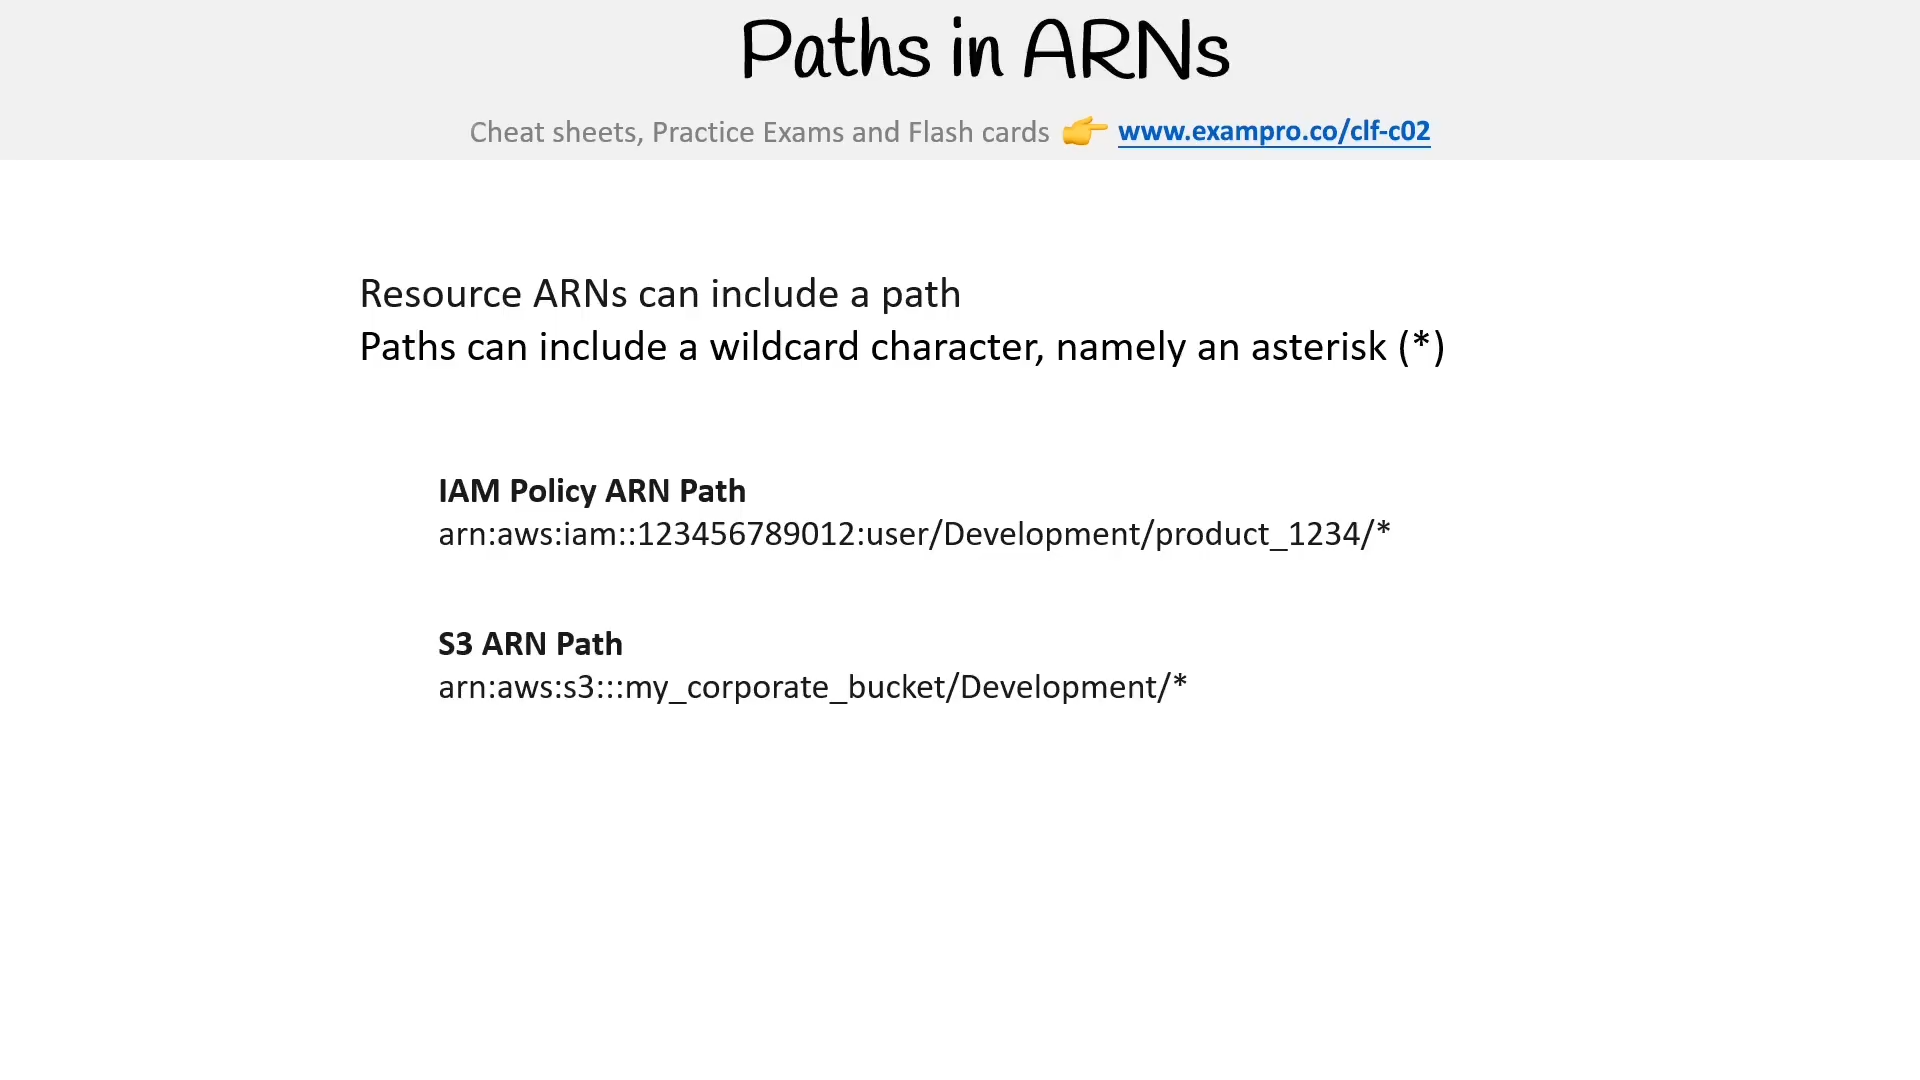 Paths in ARNs
Cheat sheets, Practice Exams and Flash cards 👉 www.exampro.co/clf-c02
Resource ARNs can include a path
Paths can include a wildcard character, namely an asterisk (*)
IAM Policy ARN Path
arn:aws:iam::123456789012:user/Development/product_1234/*
S3 ARN Path
arn:aws:s3:::my_corporate_bucket/Development/*